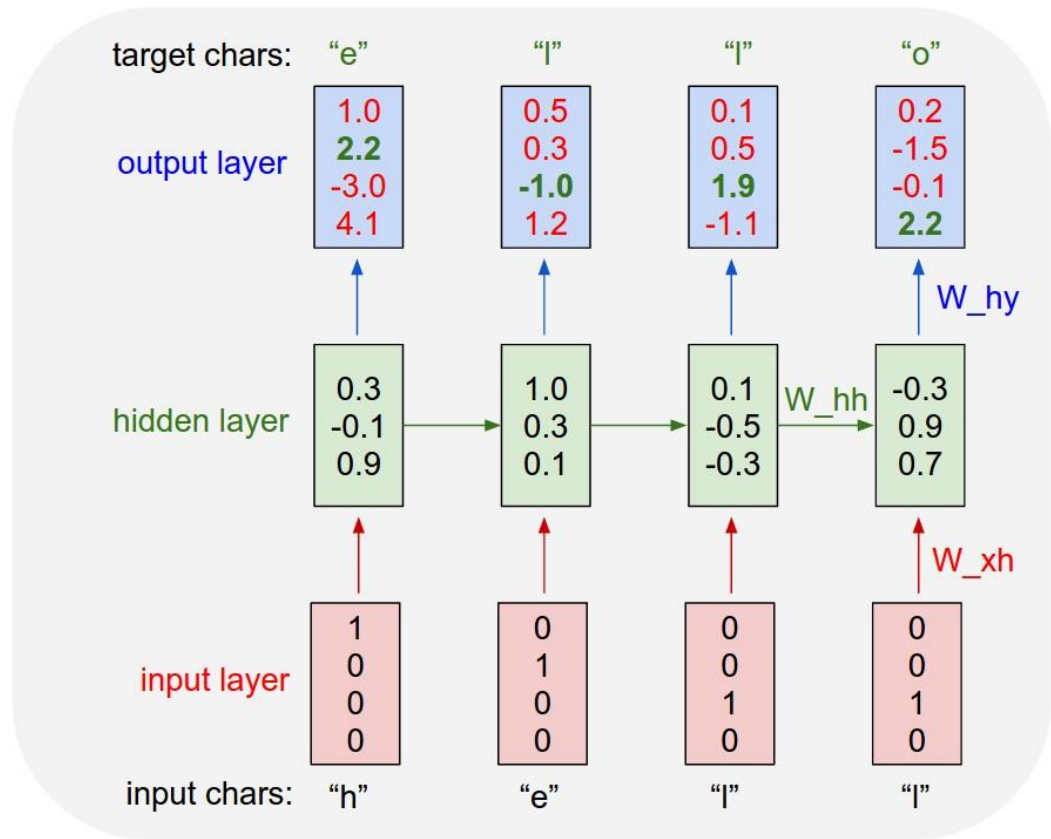 target chars: “e” “l” “l” “o”
1.0 0.5 0.1 0.2
2.2 0.3 0.5 -1.5
output layer
-3.0 -1.0 1.9 -0.1
4.1 1.2 -1.1 2.2
W_hy
0.3 1.0 0.1 -0.3
W_hh
hidden layer
-0.1 0.3 -0.5 0.9
0.9 0.1 -0.3 0.7
W_xh
1 0 0 0
0 1 0 0
input layer
0 0 1 1
0 0 0 0
input chars: “h” “e” “l” “l”